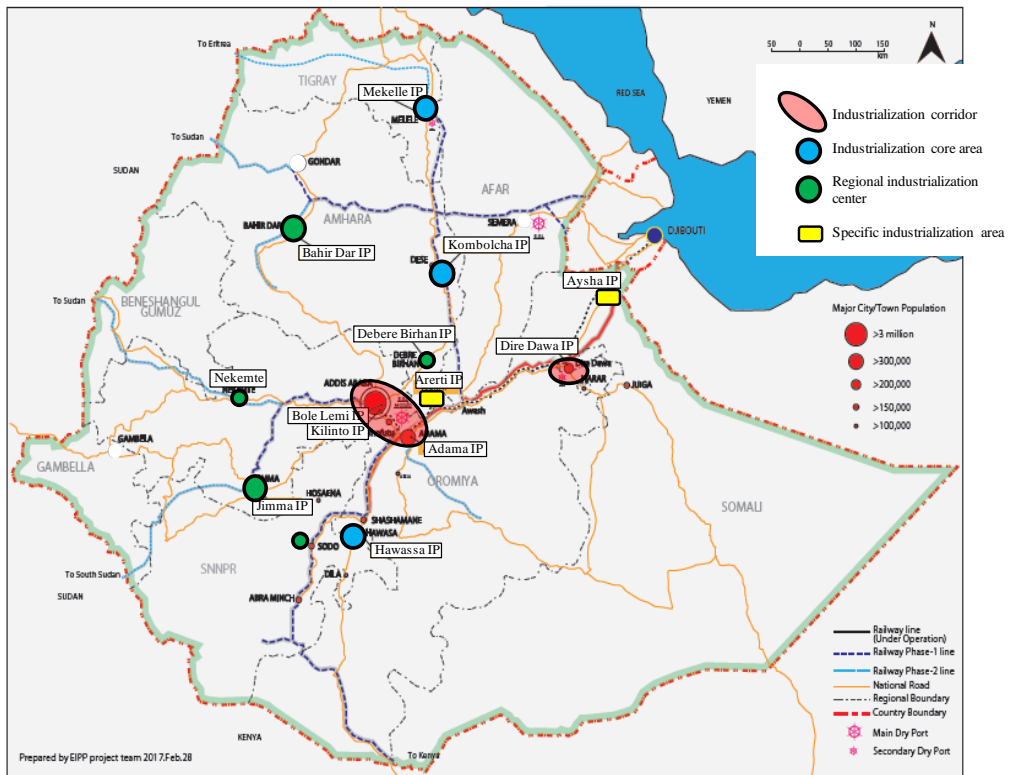 N
50 0 50 100 150
km
To Eritrea
TIGRAY
RED SEA
YEMEN
Mekelle IP
Industrialization corridor
MEKELE
To Sudan
Industrialization core area
GONDAR
SUDAN
Regional industrialization
center
AFAR
AMHARA
SEMERA
BAHIR DAR
Specific industrialization area
DJIBOUTI
Kombolcha IP
Bahir Dar IP
DESE
Aysha IP
To Sudan
BENESHANGUL
GUMUZ
Major City/Town Population
>3 million
Debere Birhan IP
Dire Dawa IP
>300,000
DEBRE
BIRHAN
Dire Dawa
Nekemte
Arerti IP
>200,000
ADDIS ABABA
HARAR
JIJIGA
Bole Lemi IP
Awash
>150,000
Kilinto IP
>100,000
ADAMA
GAMBELA
Adama IP
GAMBELLA
OROMIYA
JIMMA
HOSAENA
Jimma IP
SOMALI
SHASHAMANE
HAWASA
SODO
Hawassa IP
SNNPR
To South Sudan
DILA
SUDAN
ABRA MINCH
Railway line
(Under Operation)
Railway Phase-1 line
Railway Phase-2 line
National Road
Regional Boundary
Country Boundary
KENYA
Main Dry Port
To Kenya
Secondary Dry Port
Prepared by EIPP project team 2017.Feb.28